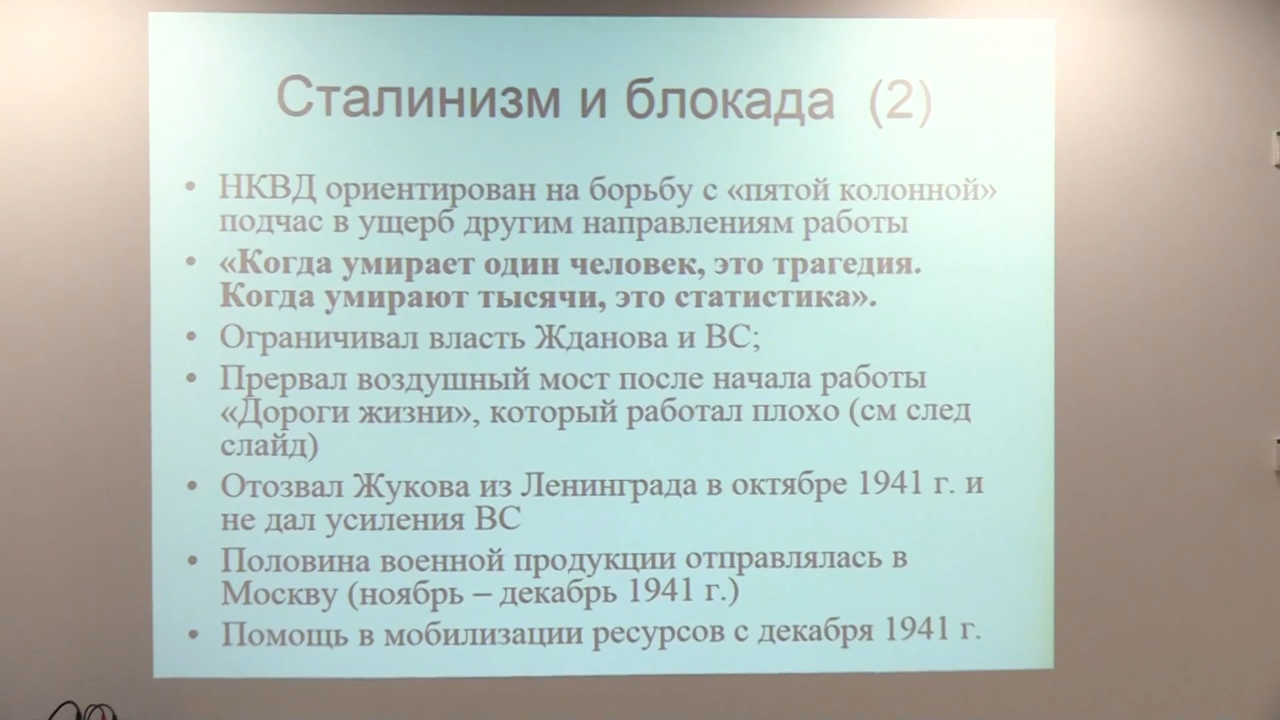 Сталинизм и блокада (2)
• НКВД ориентирован на борьбу с «пятой колонной»
подчас в ущерб другим направлениям работы
• «Когда умирает один человек, это трагедия.
Когда умирают тысячи, это статистика».
• Ограничивал власть Жданова и ВС;
• Прервал воздушный мост после начала работы
«Дороги жизни», который работал плохо (см след
слайд)
• Отозвал Жукова из Ленинграда в октябре 1941 г. и
не дал усиления ВС
• Половина военной продукции отправлялась в
Москву (ноябрь – декабрь 1941 г.)
• Помощь в мобилизации ресурсов с декабря 1941 г.